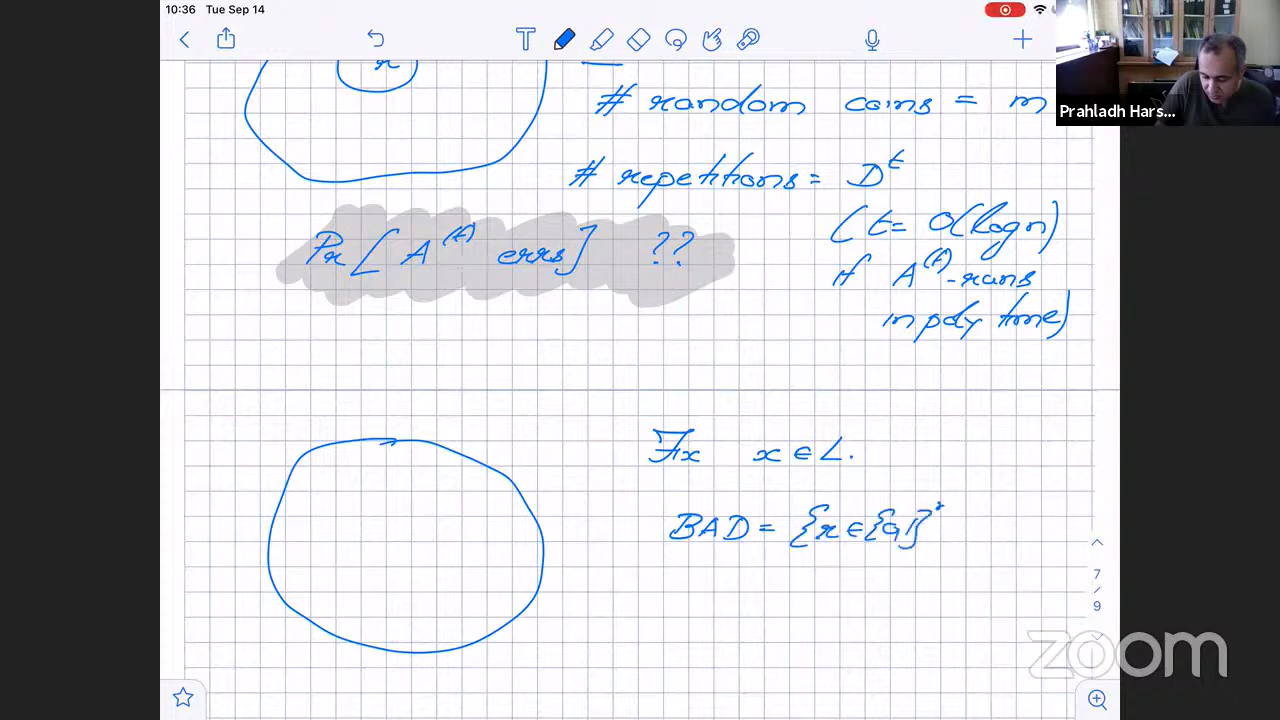 10:36 Tue Sep 14
Prahladh Hars...
r
# random coins = m
# repetitions = D^t
(t = O(log n)
Pr[ A^(t) errs] ??
if A^(t) - runs
in poly time)
Fix x ∈ L.
BAD = {r ∈ {0,1}
7
/
9
zoom